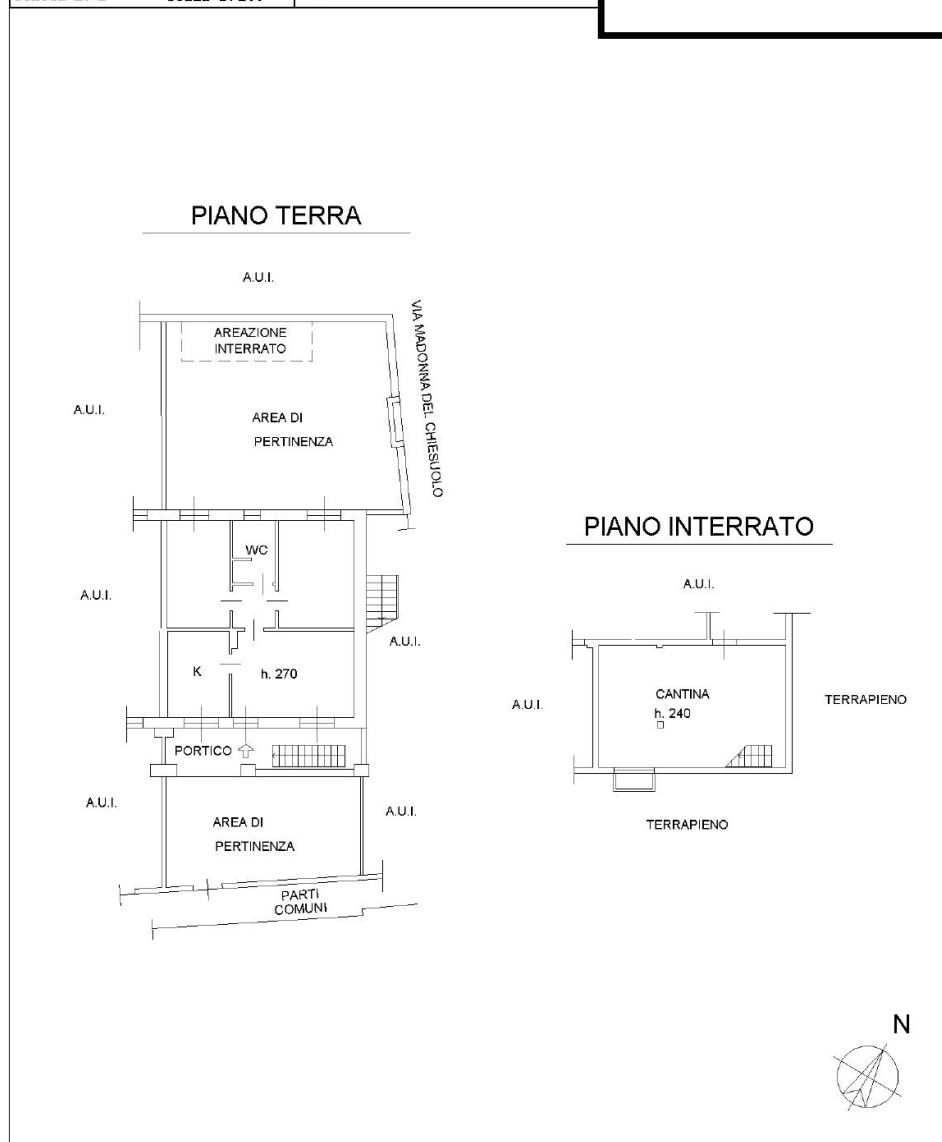 PIANO TERRA
A.U.I.
AREAZIONE
INTERRATO
VIA MADONNA DEL CHIESUOLO
A.U.I.
AREA DI
PERTINENZA
WC
A.U.I.
A.U.I.
K
h. 270
PORTICO
A.U.I.
A.U.I.
AREA DI
PERTINENZA
PARTI
COMUNI
PIANO INTERRATO
A.U.I.
A.U.I.
CANTINA
h. 240
TERRAPIENO
TERRAPIENO
N